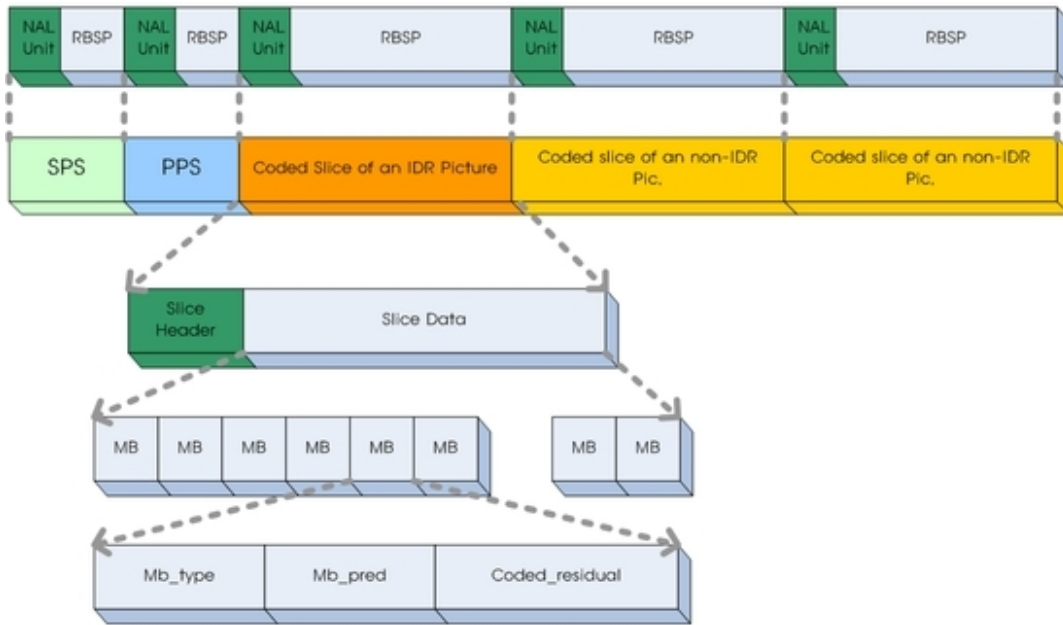 NAL Unit RBSP NAL Unit RBSP NAL Unit RBSP NAL Unit RBSP NAL Unit RBSP
SPS PPS Coded Slice of an IDR Picture Coded slice of an non-IDR Pic. Coded slice of an non-IDR Pic.
Slice Header Slice Data
MB MB MB MB MB MB MB MB
Mb_type Mb_pred Coded_residual